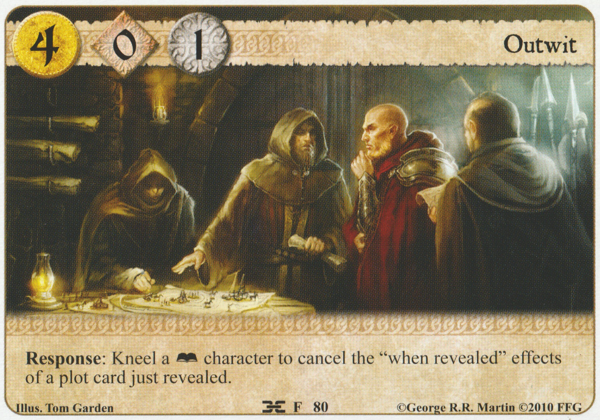 4 0 1
Outwit
Response: Kneel a character to cancel the “when revealed” effects
of a plot card just revealed.
Illus. Tom Garden F 80 ©George R.R. Martin ©2010 FFG